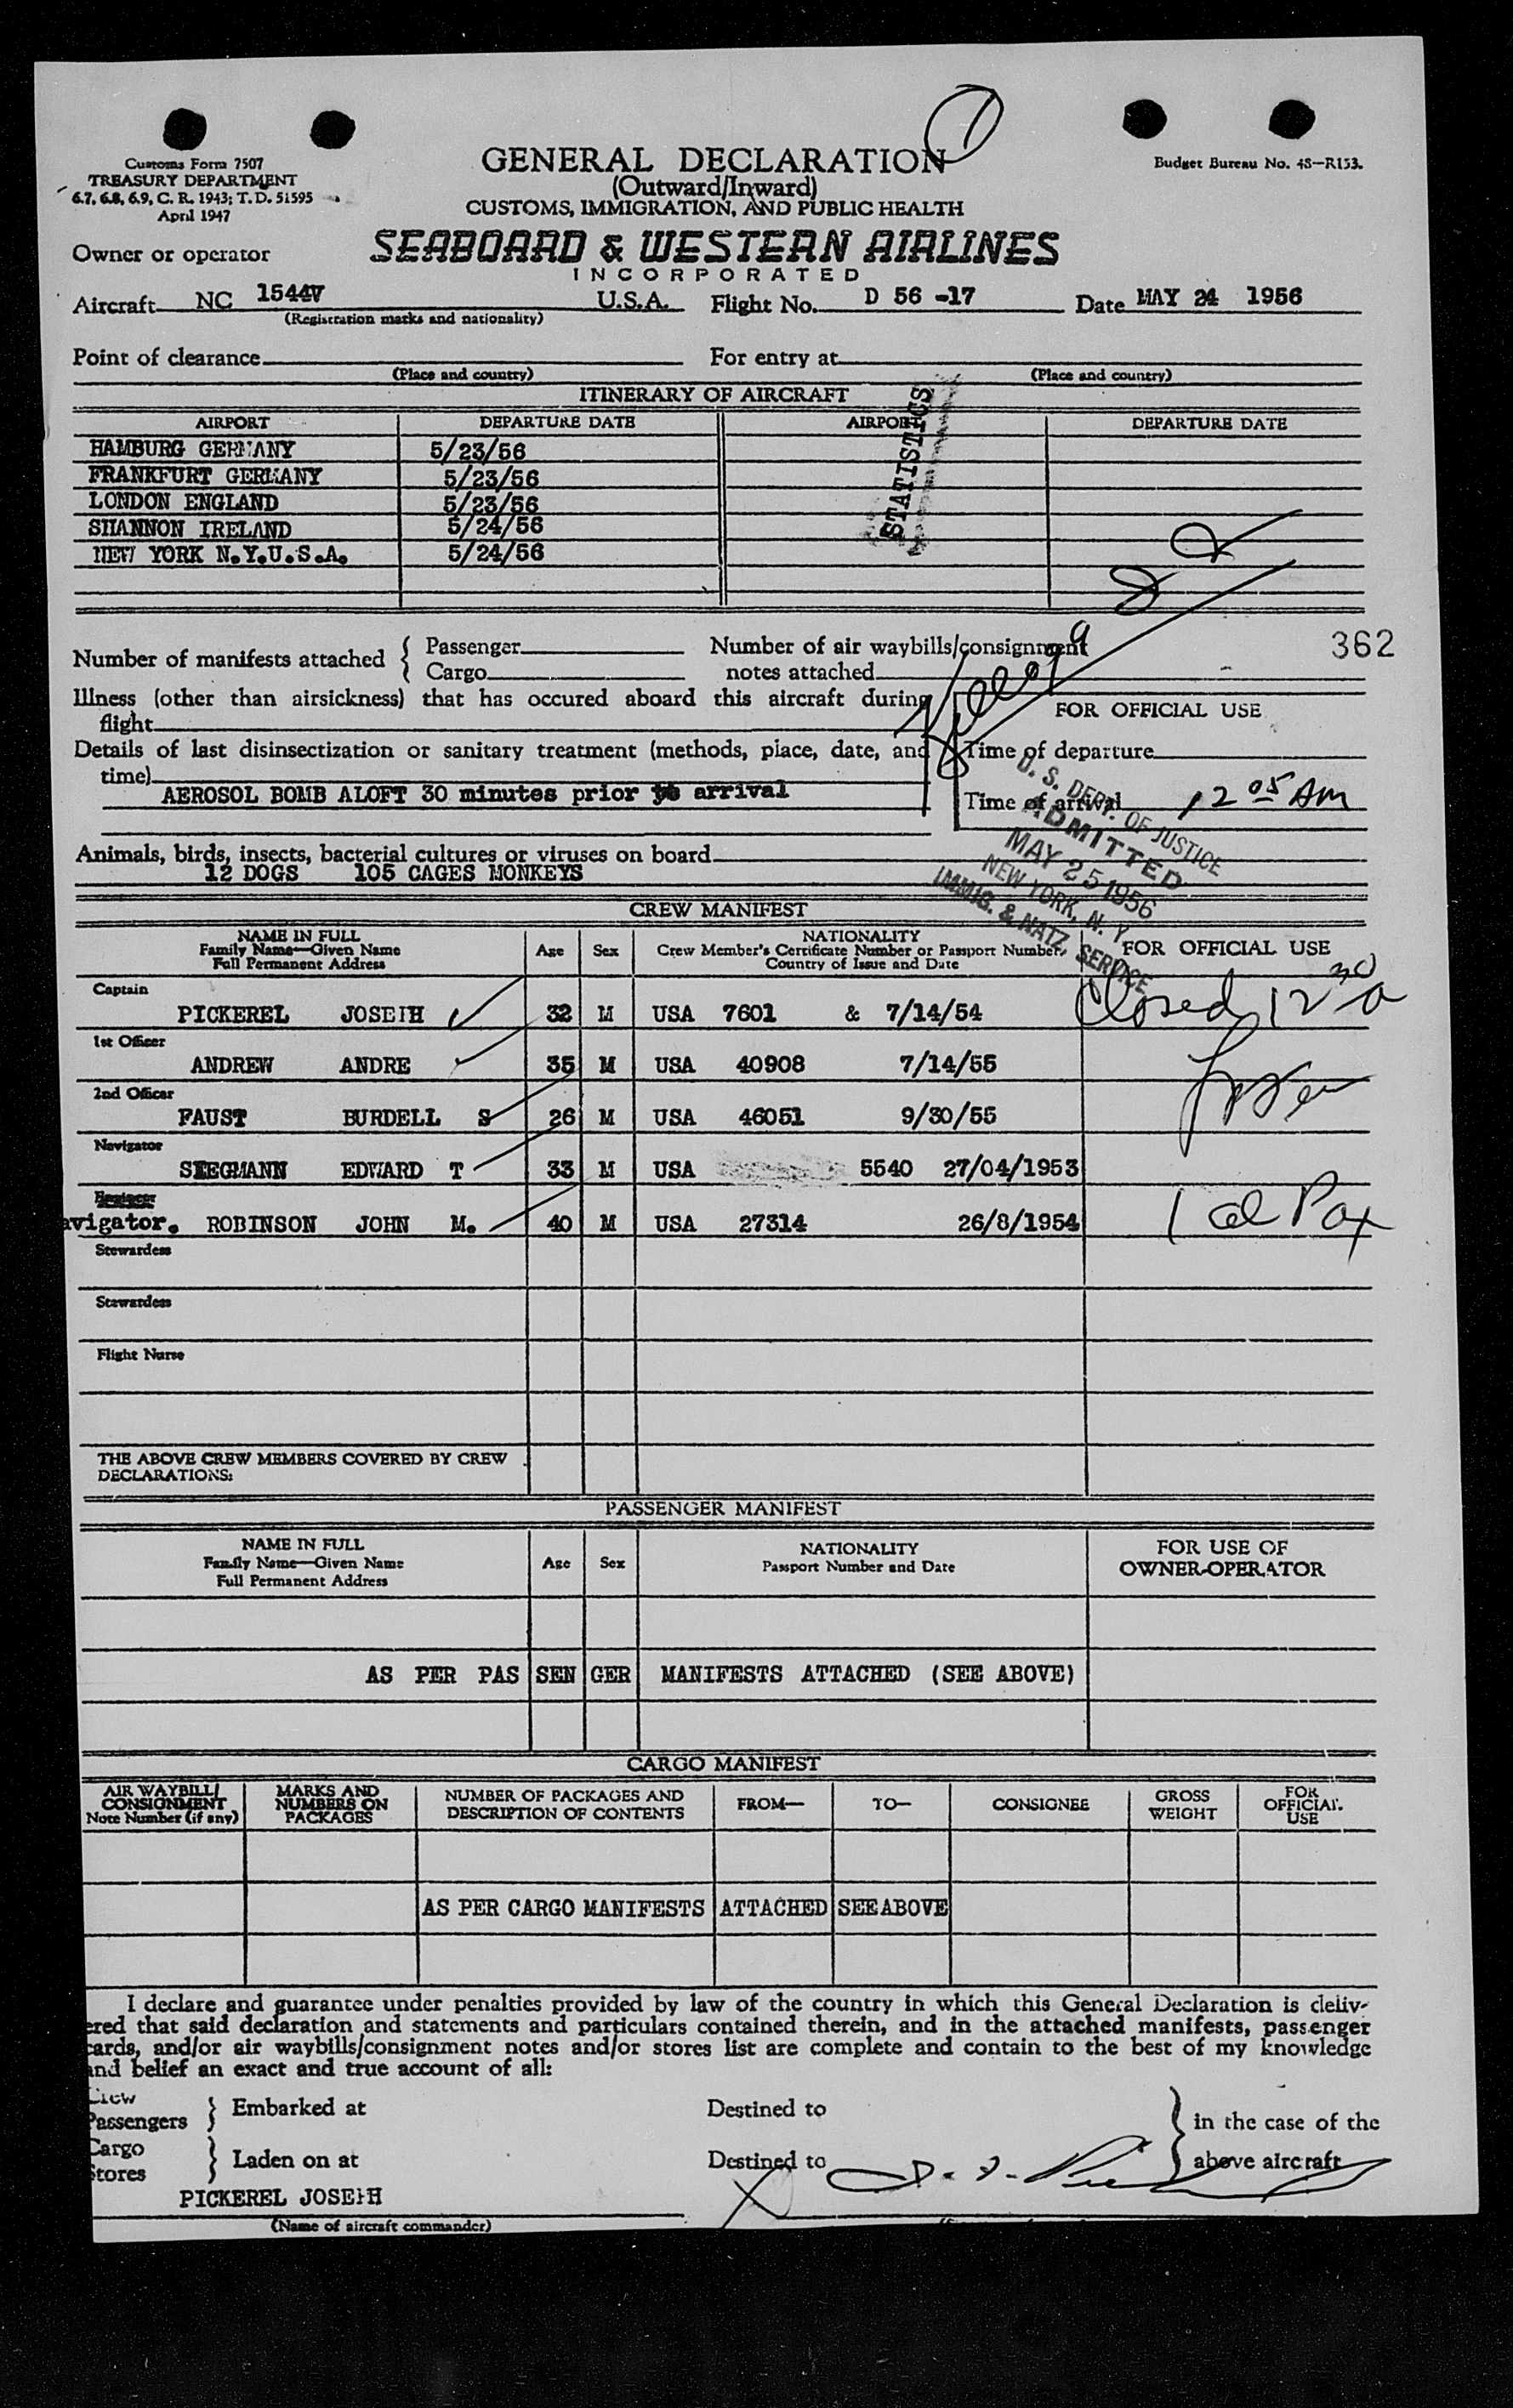 1
Customs Form 7507
TREASURY DEPARTMENT
6.7, 6.8, 6.9, C. R. 1943; T. D. 51595
April 1947
GENERAL DECLARATION
(Outward/Inward)
CUSTOMS, IMMIGRATION, AND PUBLIC HEALTH
Budget Bureau No. 48—R153.
Owner or operator SEABOARD & WESTERN AIRLINES
INCORPORATED
Aircraft NC 1544V U.S.A. Flight No. D 56 -17 Date MAY 24 1956
(Registration marks and nationality)
Point of clearance For entry at
(Place and country) (Place and country)
ITINERARY OF AIRCRAFT
AIRPORT DEPARTURE DATE AIRPORT DEPARTURE DATE
HAMBURG GERMANY 5/23/56
FRANKFURT GERMANY 5/23/56
LONDON ENGLAND 5/23/56
SHANNON IRELAND 5/24/56
NEW YORK N.Y.U.S.A. 5/24/56
STATISTICS
Number of manifests attached { Passenger Number of air waybills/consignment 362
Cargo notes attached
Illness (other than airsickness) that has occured aboard this aircraft during
flight
FOR OFFICIAL USE
Details of last disinsectization or sanitary treatment (methods, place, date, and
time)
Time of departure
AEROSOL BOMB ALOFT 30 minutes prior to arrival
Time of arrival 12 05 AM
U. S. DEPT. OF JUSTICE
ADMITTED
MAY 25 1956
NEW YORK, N. Y.
IMMIG. & NATZ. SERVICE
Animals, birds, insects, bacterial cultures or viruses on board
12 DOGS 105 CAGES MONKEYS
CREW MANIFEST
NAME IN FULL
Family Name—Given Name
Full Permanent Address
Age Sex
NATIONALITY
Crew Member's Certificate Number or Passport Number,
Country of Issue and Date
FOR OFFICIAL USE
Captain
PICKEREL JOSEPH 32 M USA 7601 & 7/14/54 Closed 12 30 a
1st Officer
ANDREW ANDRE 35 M USA 40908 7/14/55
2nd Officer
FAUST BURDELL S 26 M USA 46051 9/30/55
Navigator
SIEGMANN EDWARD T 33 M USA 5540 27/04/1953
Engineer
avigator. ROBINSON JOHN M. 40 M USA 27314 26/8/1954 1 Pax
Stewardess
Stewardess
Flight Nurse
THE ABOVE CREW MEMBERS COVERED BY CREW
DECLARATIONS:
PASSENGER MANIFEST
NAME IN FULL
Family Name—Given Name
Full Permanent Address
Age Sex
NATIONALITY
Passport Number and Date
FOR USE OF
OWNER-OPERATOR
AS PER PAS SEN GER MANIFESTS ATTACHED (SEE ABOVE)
CARGO MANIFEST
AIR WAYBILL/
CONSIGNMENT
Note Number (if any)
MARKS AND
NUMBERS ON
PACKAGES
NUMBER OF PACKAGES AND
DESCRIPTION OF CONTENTS
FROM— TO— CONSIGNEE
GROSS
WEIGHT
FOR
OFFICIAL
USE
AS PER CARGO MANIFESTS ATTACHED SEE ABOVE
I declare and guarantee under penalties provided by law of the country in which this General Declaration is deliv-
ered that said declaration and statements and particulars contained therein, and in the attached manifests, passenger
cards, and/or air waybills/consignment notes and/or stores list are complete and contain to the best of my knowledge
and belief an exact and true account of all:
Crew
Passengers } Embarked at Destined to } in the case of the
Cargo
Stores } Laden on at Destined to above aircraft
PICKEREL JOSEPH X
(Name of aircraft commander)